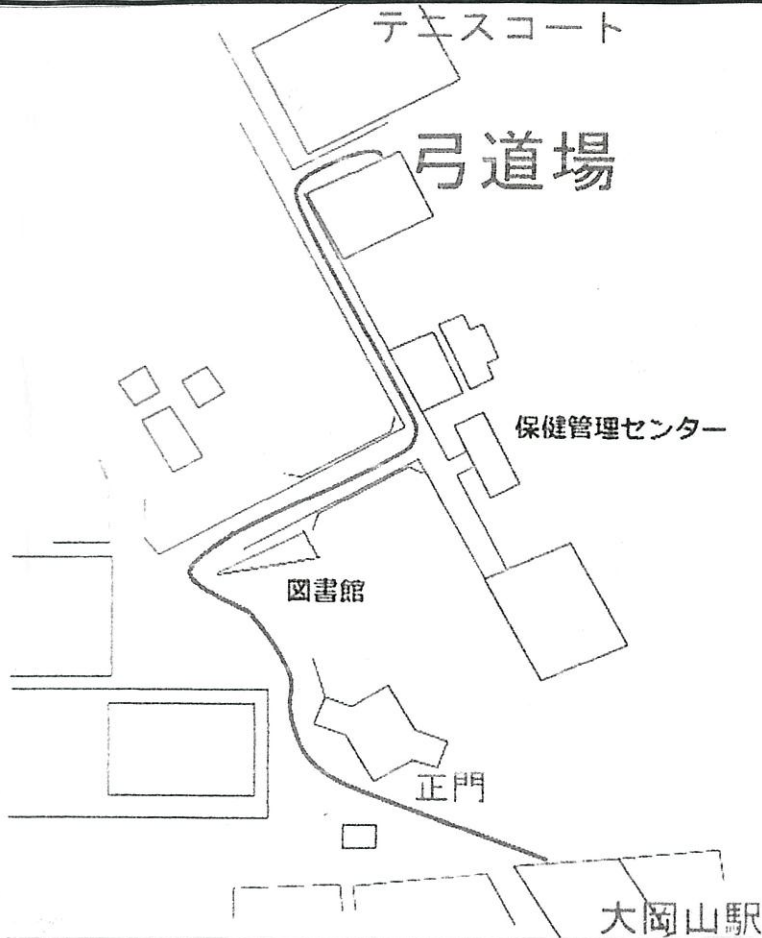 テニスコート
弓道場
保健管理センター
図書館
正門
大岡山駅